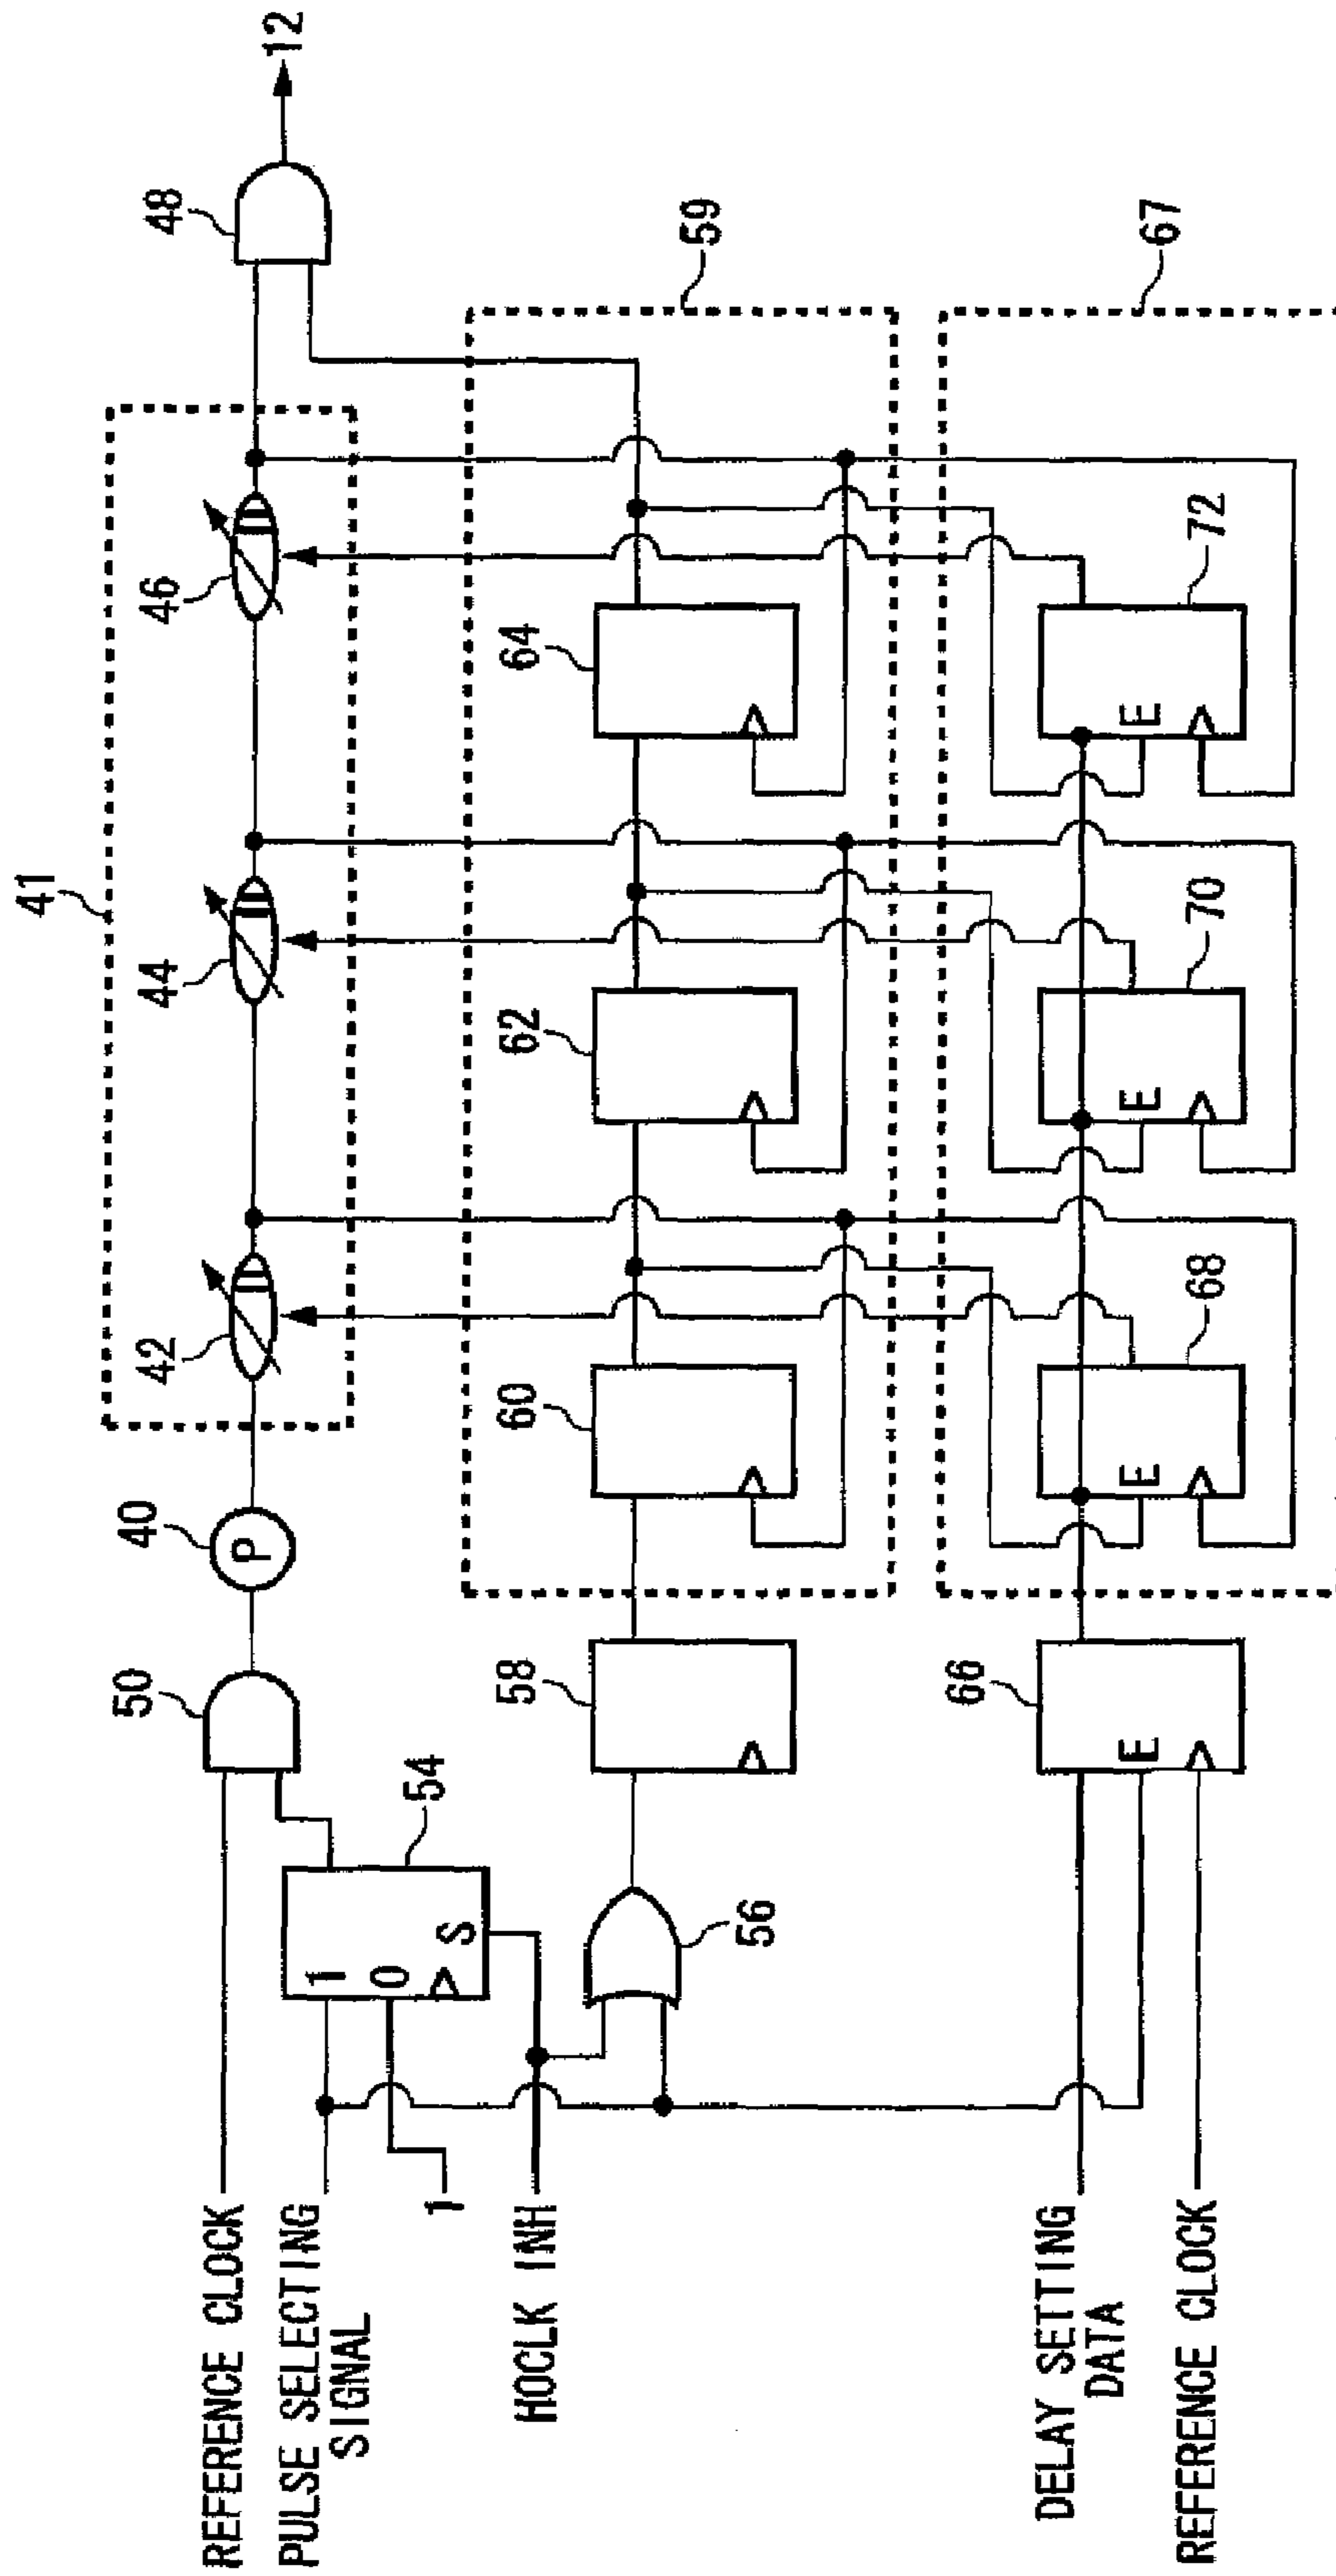 41
42
44
46
48
12
40
P
50
REFERENCE CLOCK
PULSE SELECTING
SIGNAL
1
1
0
S
54
HOCLK INH
56
58
60
62
64
59
DELAY SETTING
DATA
REFERENCE CLOCK
66
E
68
E
70
E
72
E
67